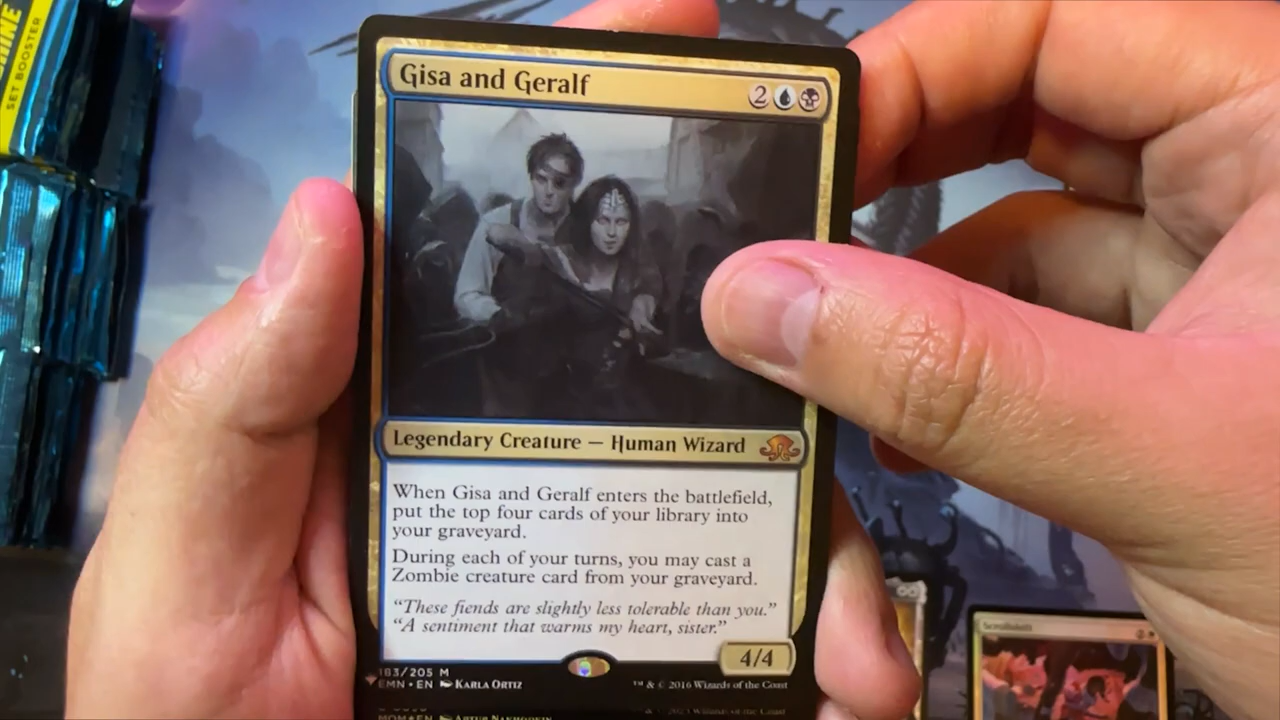 SET BOOSTER
Gisa and Geralf
2
Legendary Creature — Human Wizard
When Gisa and Geralf enters the battlefield,
put the top four cards of your library into
your graveyard.
During each of your turns, you may cast a
Zombie creature card from your graveyard.
“These fiends are slightly less tolerable than you.”
“A sentiment that warms my heart, sister.”
4/4
183/205 M
EMN • EN KARLA ORTIZ
™ & © 2016 Wizards of the Coast
Scrollshift